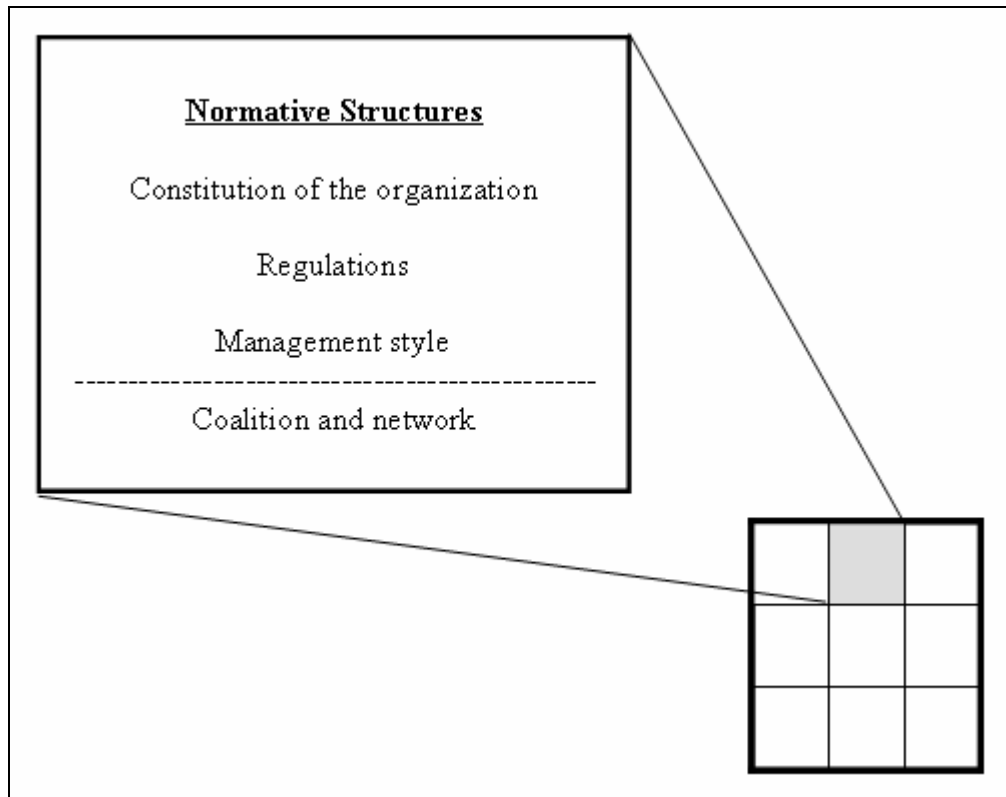 Normative Structures
Constitution of the organization
Regulations
Management style
Coalition and network